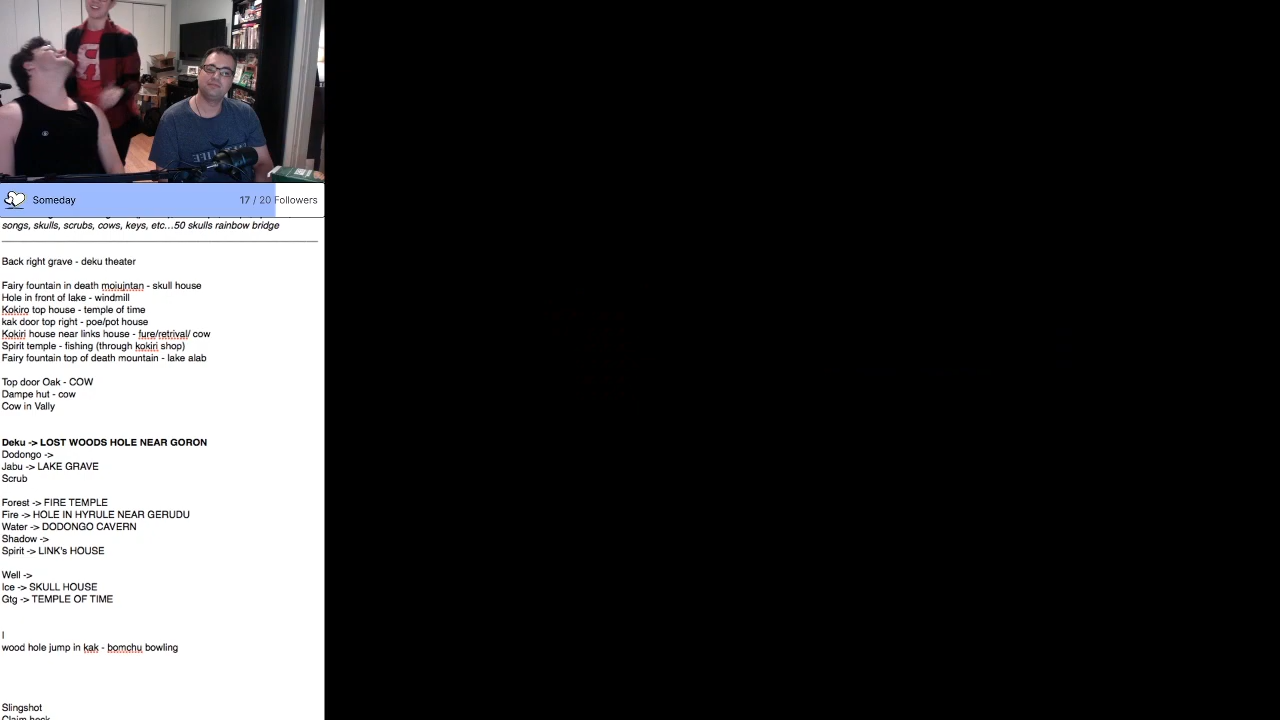 Someday
17 / 20 Followers
songs, skulls, scrubs, cows, keys, etc...50 skulls rainbow bridge
Back right grave - deku theater
Fairy fountain in death moiujntan - skull house
Hole in front of lake - windmill
Kokiro top house - temple of time
kak door top right - poe/pot house
Kokiri house near links house - fure/retrival/ cow
Spirit temple - fishing (through kokiri shop)
Fairy fountain top of death mountain - lake alab
Top door Oak - COW
Dampe hut - cow
Cow in Vally
Deku -> LOST WOODS HOLE NEAR GORON
Dodongo ->
Jabu -> LAKE GRAVE
Scrub
Forest -> FIRE TEMPLE
Fire -> HOLE IN HYRULE NEAR GERUDU
Water -> DODONGO CAVERN
Shadow ->
Spirit -> LINK's HOUSE
Well ->
Ice -> SKULL HOUSE
Gtg -> TEMPLE OF TIME
I
wood hole jump in kak - bomchu bowling
Slingshot